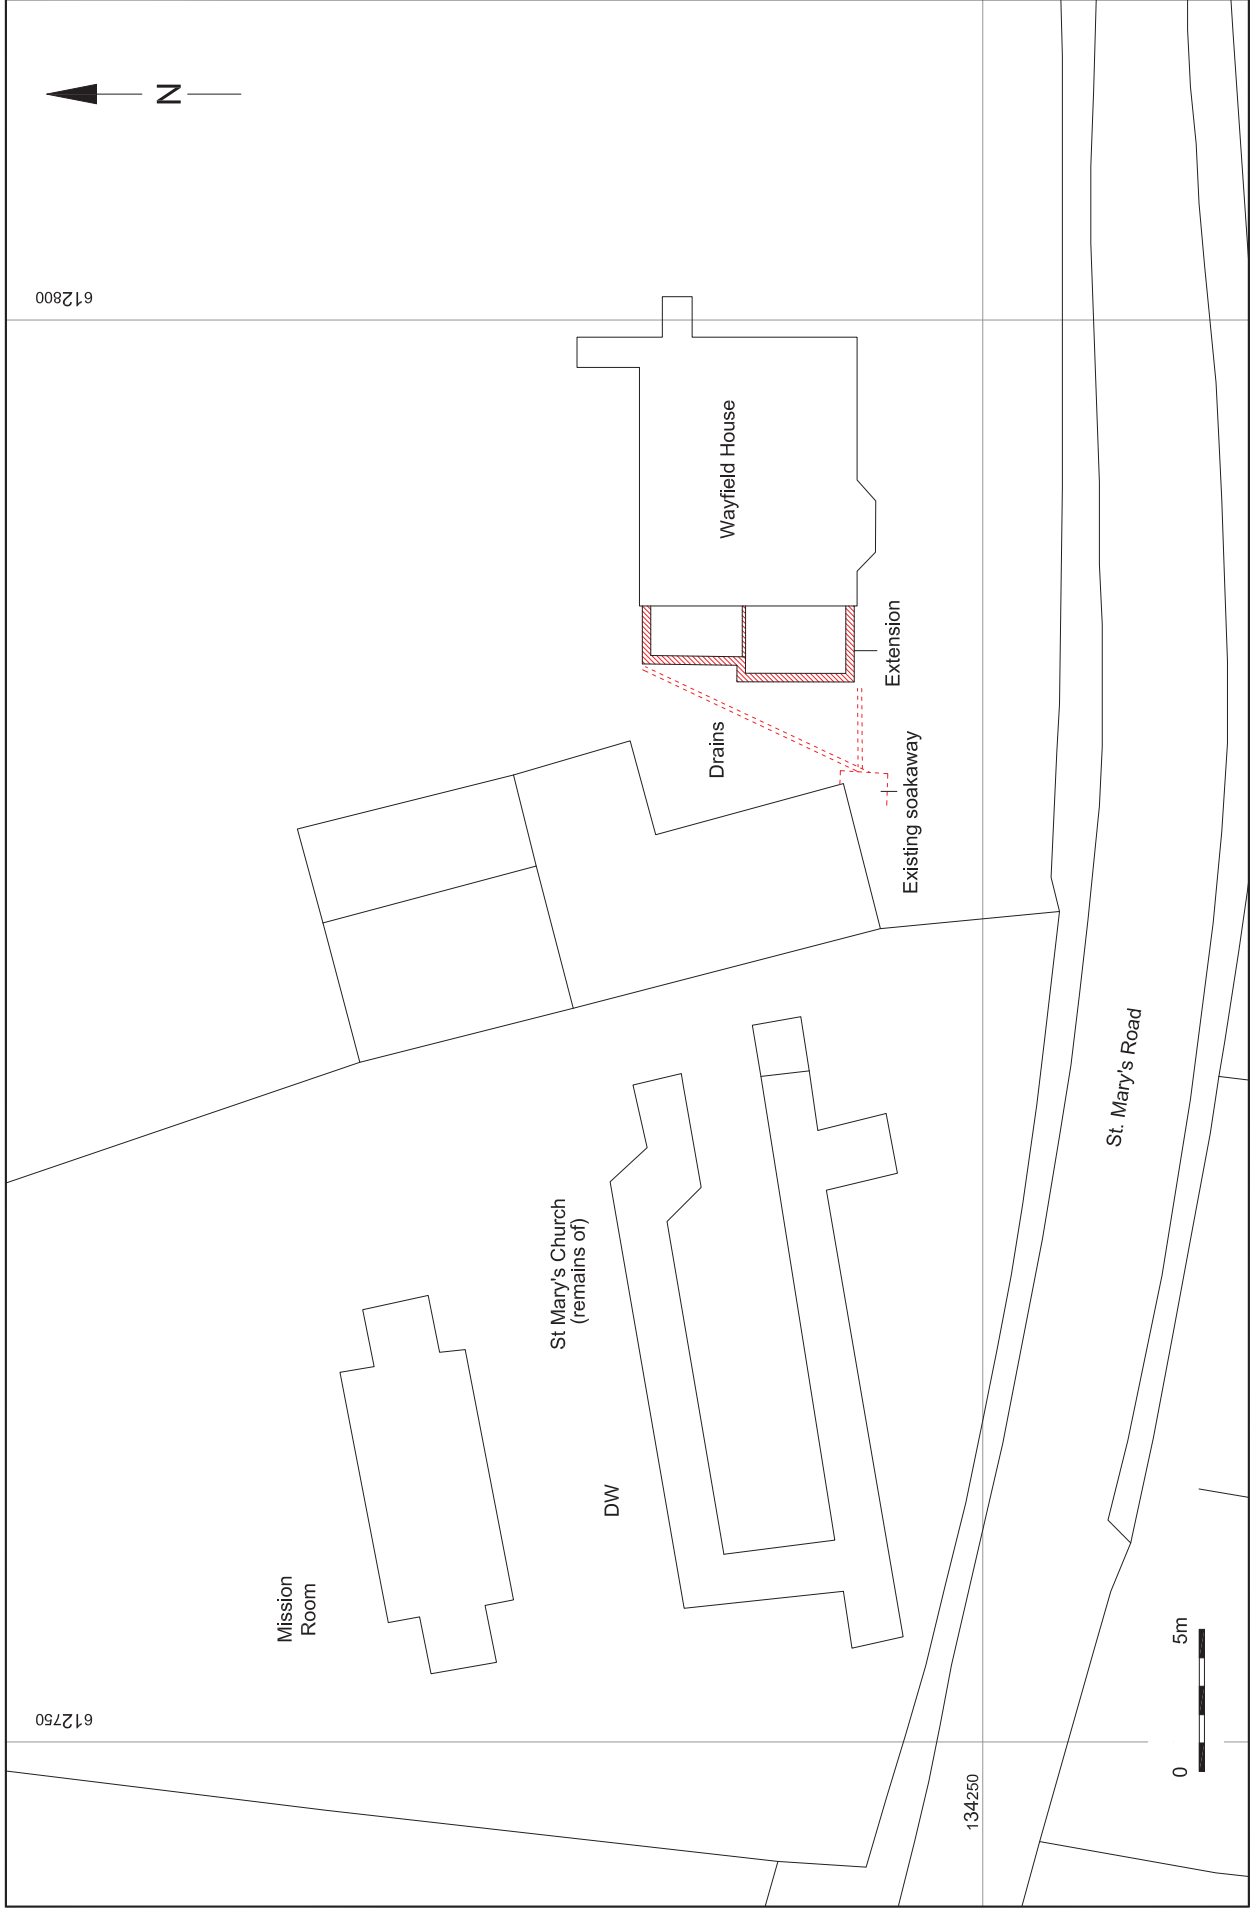 N
612800
Wayfield House
Extension
Drains
Existing soakaway
St. Mary's Road
St Mary's Church
(remains of)
DW
Mission
Room
612750
134250
0
5m